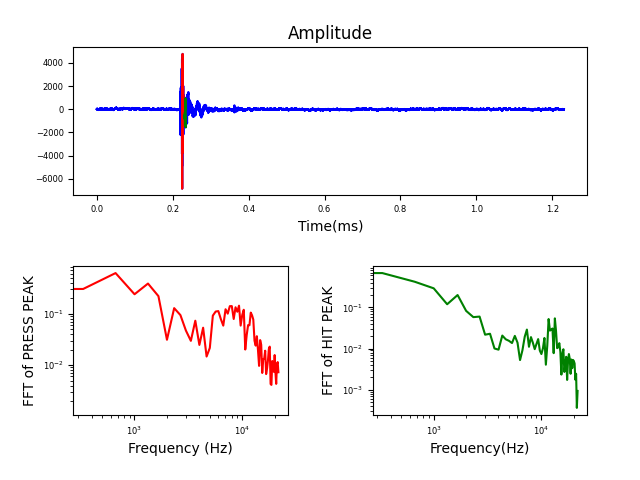 Amplitude
4000
2000
0
−2000
−4000
−6000
0.0 0.2 0.4 0.6 0.8 1.0 1.2
Time(ms)
FFT of PRESS PEAK
10⁻¹
10⁻²
10³ 10⁴
Frequency (Hz)
FFT of HIT PEAK
10⁻¹
10⁻²
10⁻³
10³ 10⁴
Frequency(Hz)